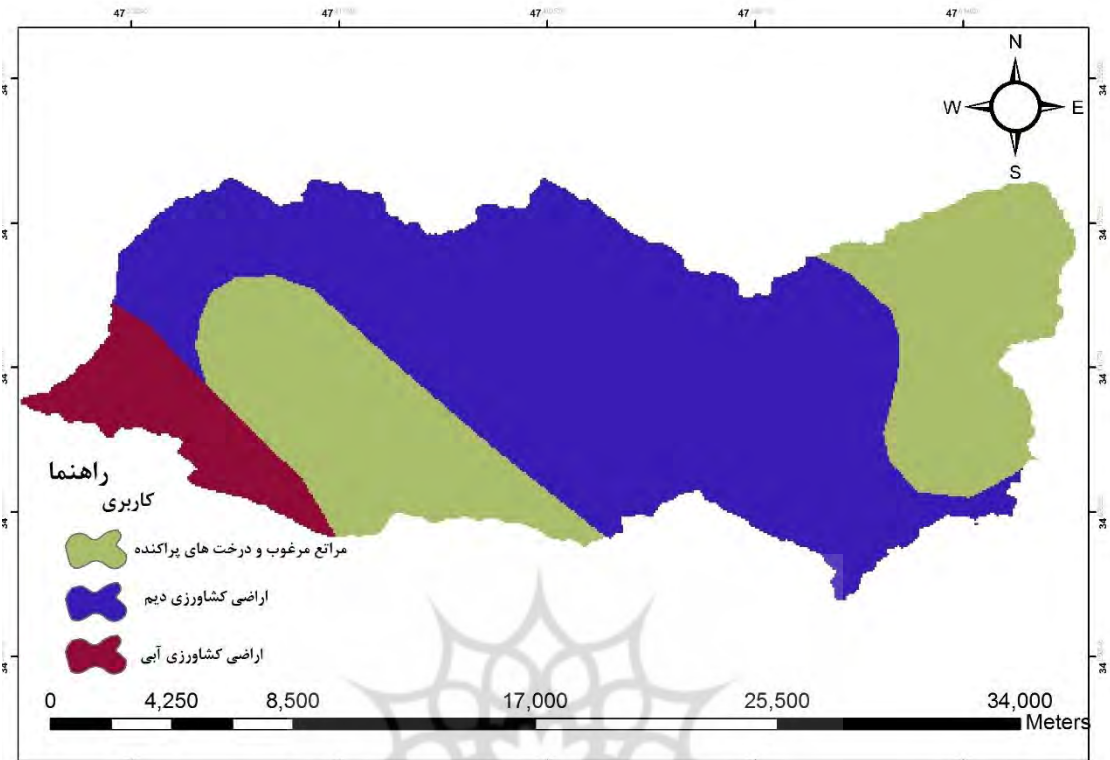 47 47 47 47 47
N
W E
S
34 34
34 34
34 34
34 34
34 34
راهنما
کاربری
مراتع مرغوب و درخت های پراکنده
اراضی کشاورزی دیم
اراضی کشاورزی آبی
0 4,250 8,500 17,000 25,500 34,000
Meters